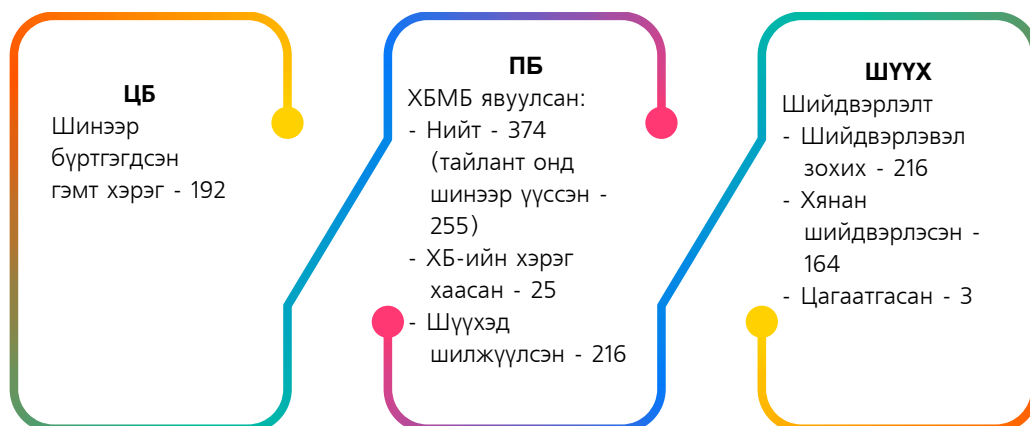 ЦБ
Шинээр
бүртгэгдсэн
гэмт хэрэг - 192
ПБ
ХБМБ явуулсан:
- Нийт - 374
(тайлант онд
шинээр үүссэн -
255)
- ХБ-ийн хэрэг
хаасан - 25
- Шүүхэд
шилжүүлсэн - 216
ШҮҮХ
Шийдвэрлэлт
- Шийдвэрлэвэл
зохих - 216
- Хянан
шийдвэрлэсэн -
164
- Цагаатгасан - 3